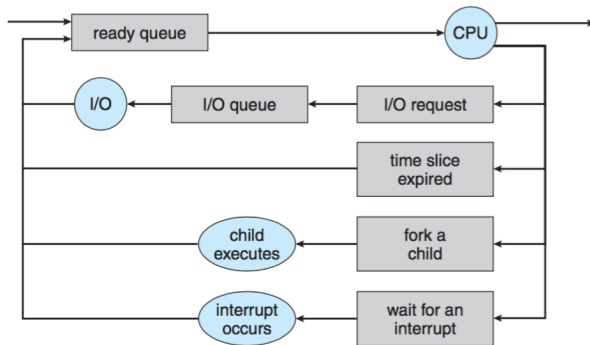 ready queue
CPU
I/O
I/O queue
I/O request
time slice
expired
child
executes
fork a
child
interrupt
occurs
wait for an
interrupt